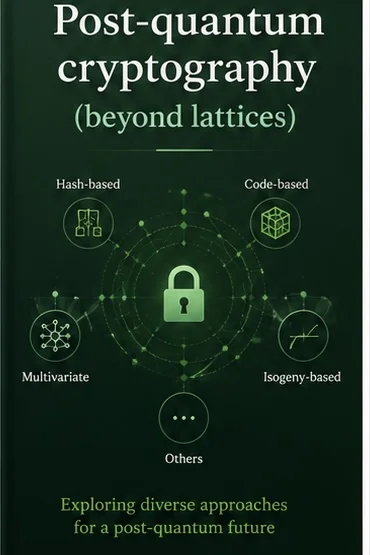 Post-quantum
cryptography
(beyond lattices)
Hash-based
Code-based
Multivariate
Isogeny-based
Others
Exploring diverse approaches
for a post-quantum future